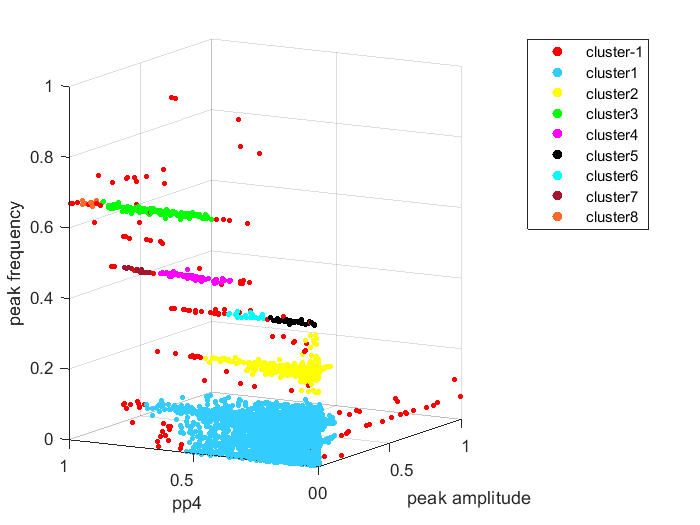 1
0.8
0.6
0.4
0.2
0
peak frequency
1
0.5
00
pp4
0.5
1
peak amplitude
cluster-1
cluster1
cluster2
cluster3
cluster4
cluster5
cluster6
cluster7
cluster8